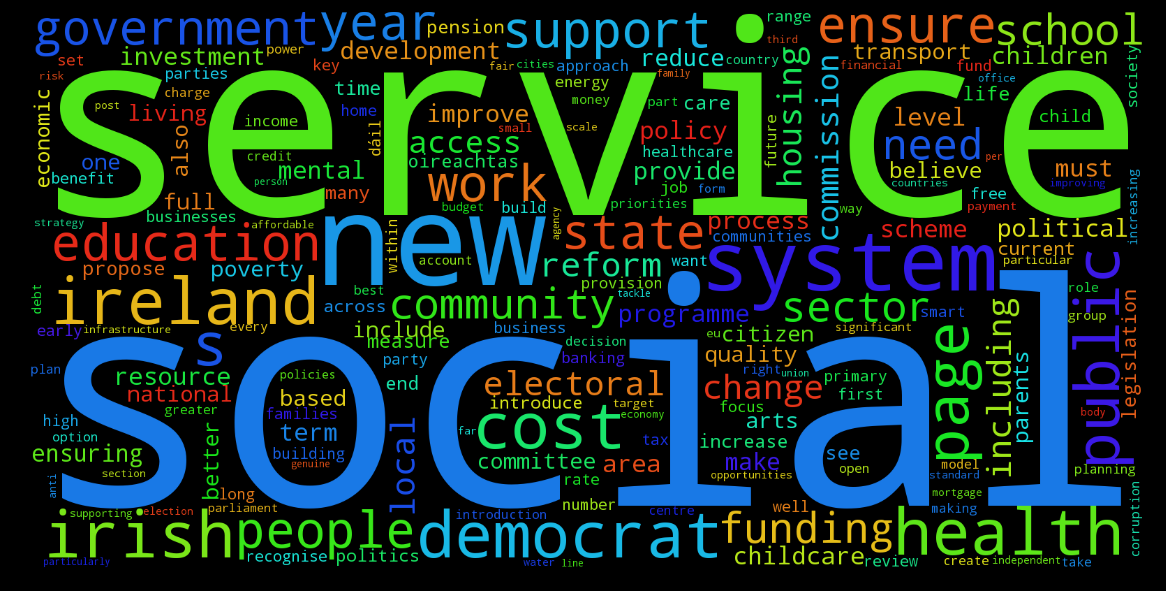 government year pension support ensure range school
third
investment power development fair cities approach reduce country transport children
set key energy financial fund office
risk parties time money part care commission society
post charge living home improve access policy housing life
economic also income dáil small scale healthcare future level child
service
one credit mental oireachtas work provide need believe must
benefit person many job form free per countries improving
full businesses budget build priorities way payment increasing
strategy affordable agency process scheme political
education new state communities current
propose poverty within account reform want system particular
ireland across best provision tackle role
debt community programme sector smart public group
early infrastructure every include measure business decision eu citizen significant
s party banking quality right union page including legislation
plan resource policies end electoral change primary parents
national based introduce target focus first
social
greater families cost economy arts body
high option term far tax increase
ensuring building local committee area make see open model planning
section genuine rate opportunities standard
anti better long number well mortgage making
supporting election parliament introduction centre corruption
irish people democrat funding health
recognise politics childcare review create independent take
particularly water line